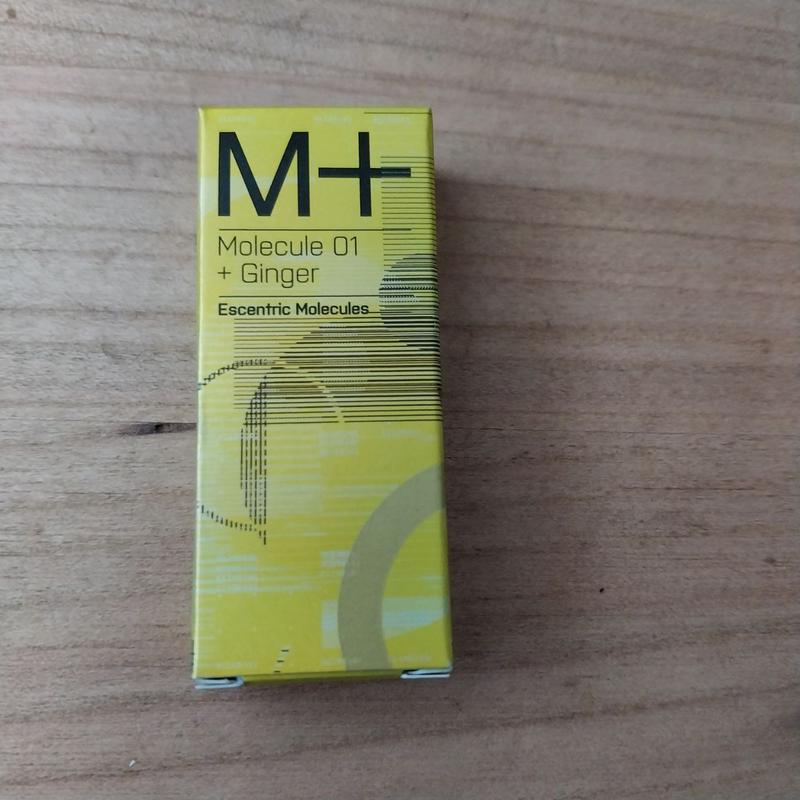 M+
Molecule 01
+ Ginger
Escentric Molecules